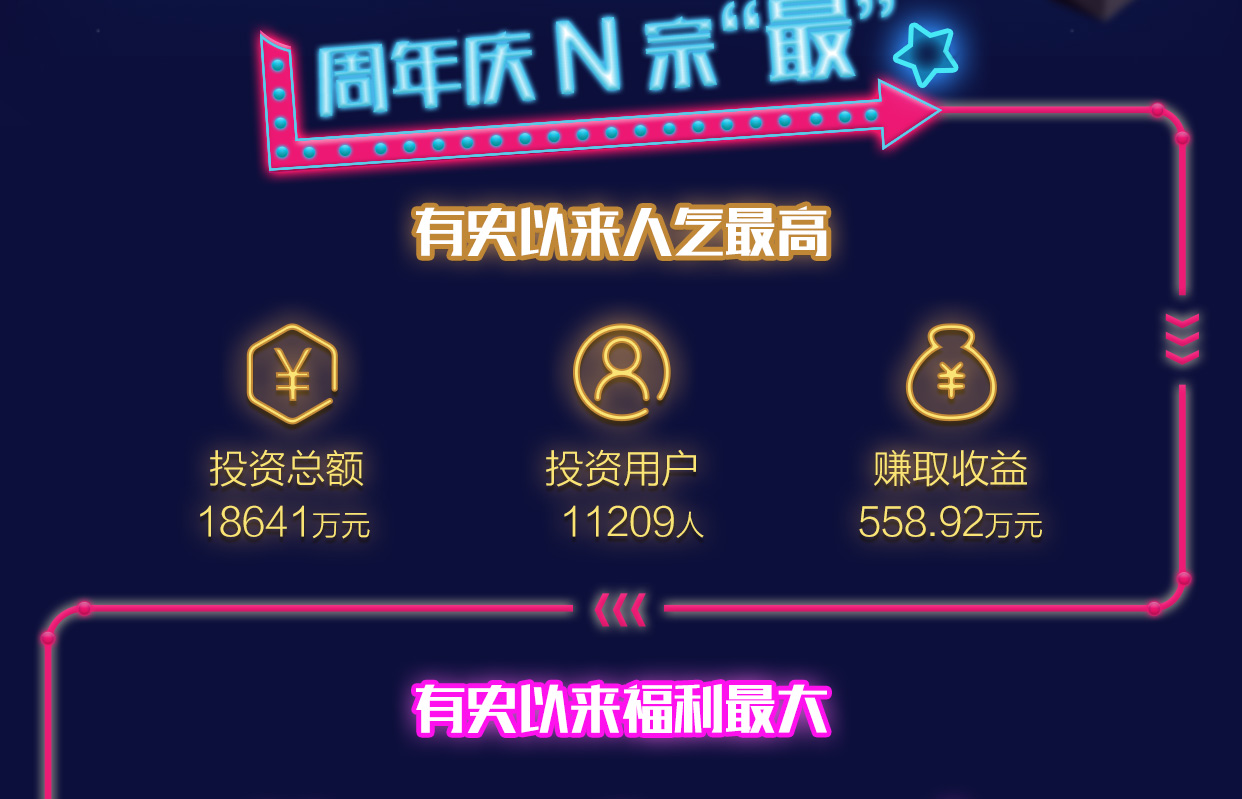 周年庆 N 宗“最”
有史以来人气最高
投资总额
18641万元
投资用户
11209人
赚取收益
558.92万元
有史以来福利最大